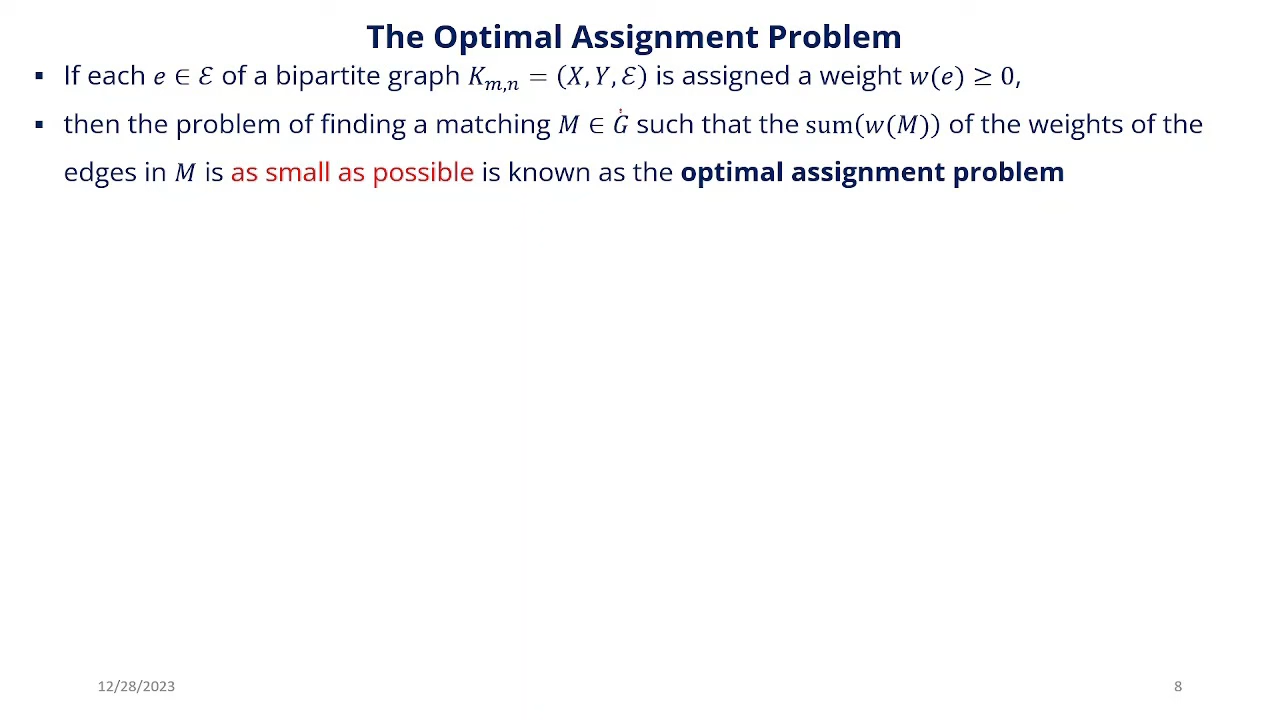 The Optimal Assignment Problem
▪ If each 𝑒 ∈ ℰ of a bipartite graph 𝐾ₘ,ₙ = (𝑋, 𝑌, ℰ) is assigned a weight 𝑤(𝑒) ≥ 0,
▪ then the problem of finding a matching 𝑀 ∈ 𝐺 such that the sum(𝑤(𝑀)) of the weights of the
edges in 𝑀 is as small as possible is known as the optimal assignment problem
12/28/2023
8